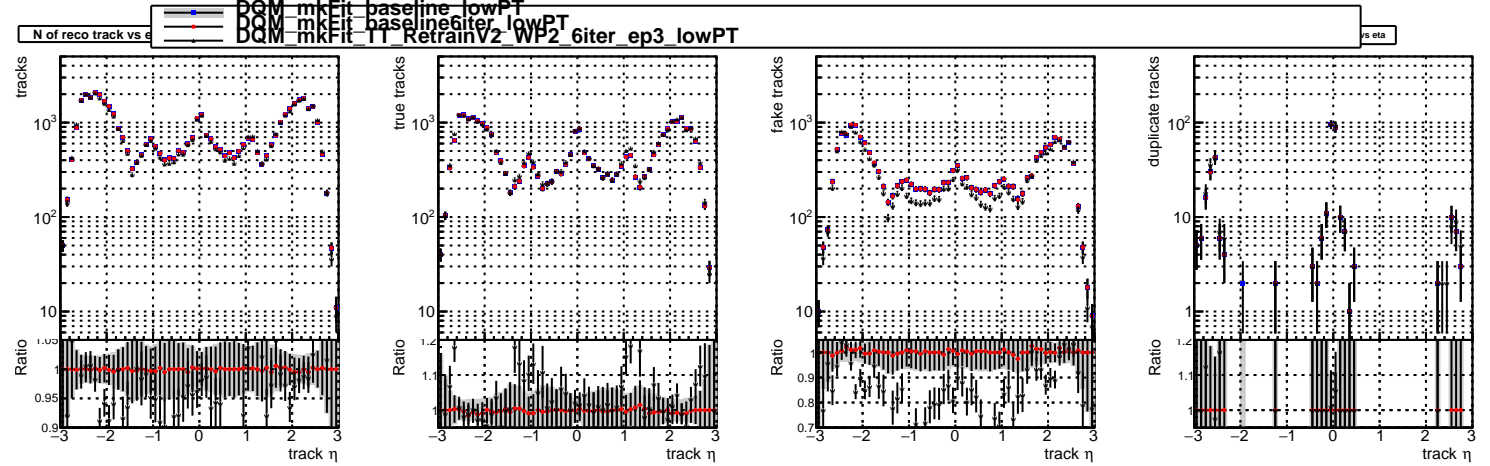 DQM_mkFit_baseline_lowPT
DQM_mkFit_baseline6iter_lowPT
DQM_mkFit_TT_RetrainV2_WP2_6iter_ep3_lowPT
N of reco track vs e
vs eta
tracks
10³
10²
10
Ratio
1.05
1
0.95
0.9
−3 −2 −1 0 1 2 3
track η
true tracks
10³
10²
10
Ratio
1.2
1.1
1
−3 −2 −1 0 1 2 3
track η
fake tracks
10³
10²
10
Ratio
1
0.9
0.8
0.7
−3 −2 −1 0 1 2 3
track η
duplicate tracks
10²
10
1
Ratio
1.2
1.1
1
−3 −2 −1 0 1 2 3
track η